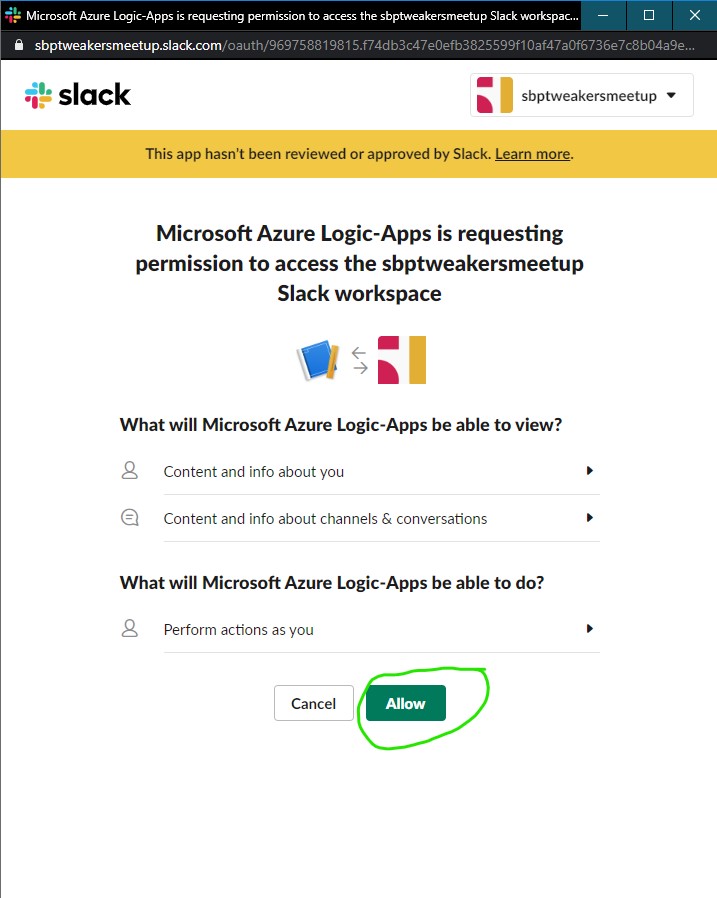 Microsoft Azure Logic-Apps is requesting permission to access the sbptweakersmeetup Slack workspac...
sbptweakersmeetup.slack.com/oauth/969758819815.f74db3c47e0efb3825599f10af47a0f6736e7c8b04a9e...
slack
sbptweakersmeetup
This app hasn't been reviewed or approved by Slack. Learn more.
Microsoft Azure Logic-Apps is requesting
permission to access the sbptweakersmeetup
Slack workspace
What will Microsoft Azure Logic-Apps be able to view?
Content and info about you
Content and info about channels & conversations
What will Microsoft Azure Logic-Apps be able to do?
Perform actions as you
Cancel
Allow